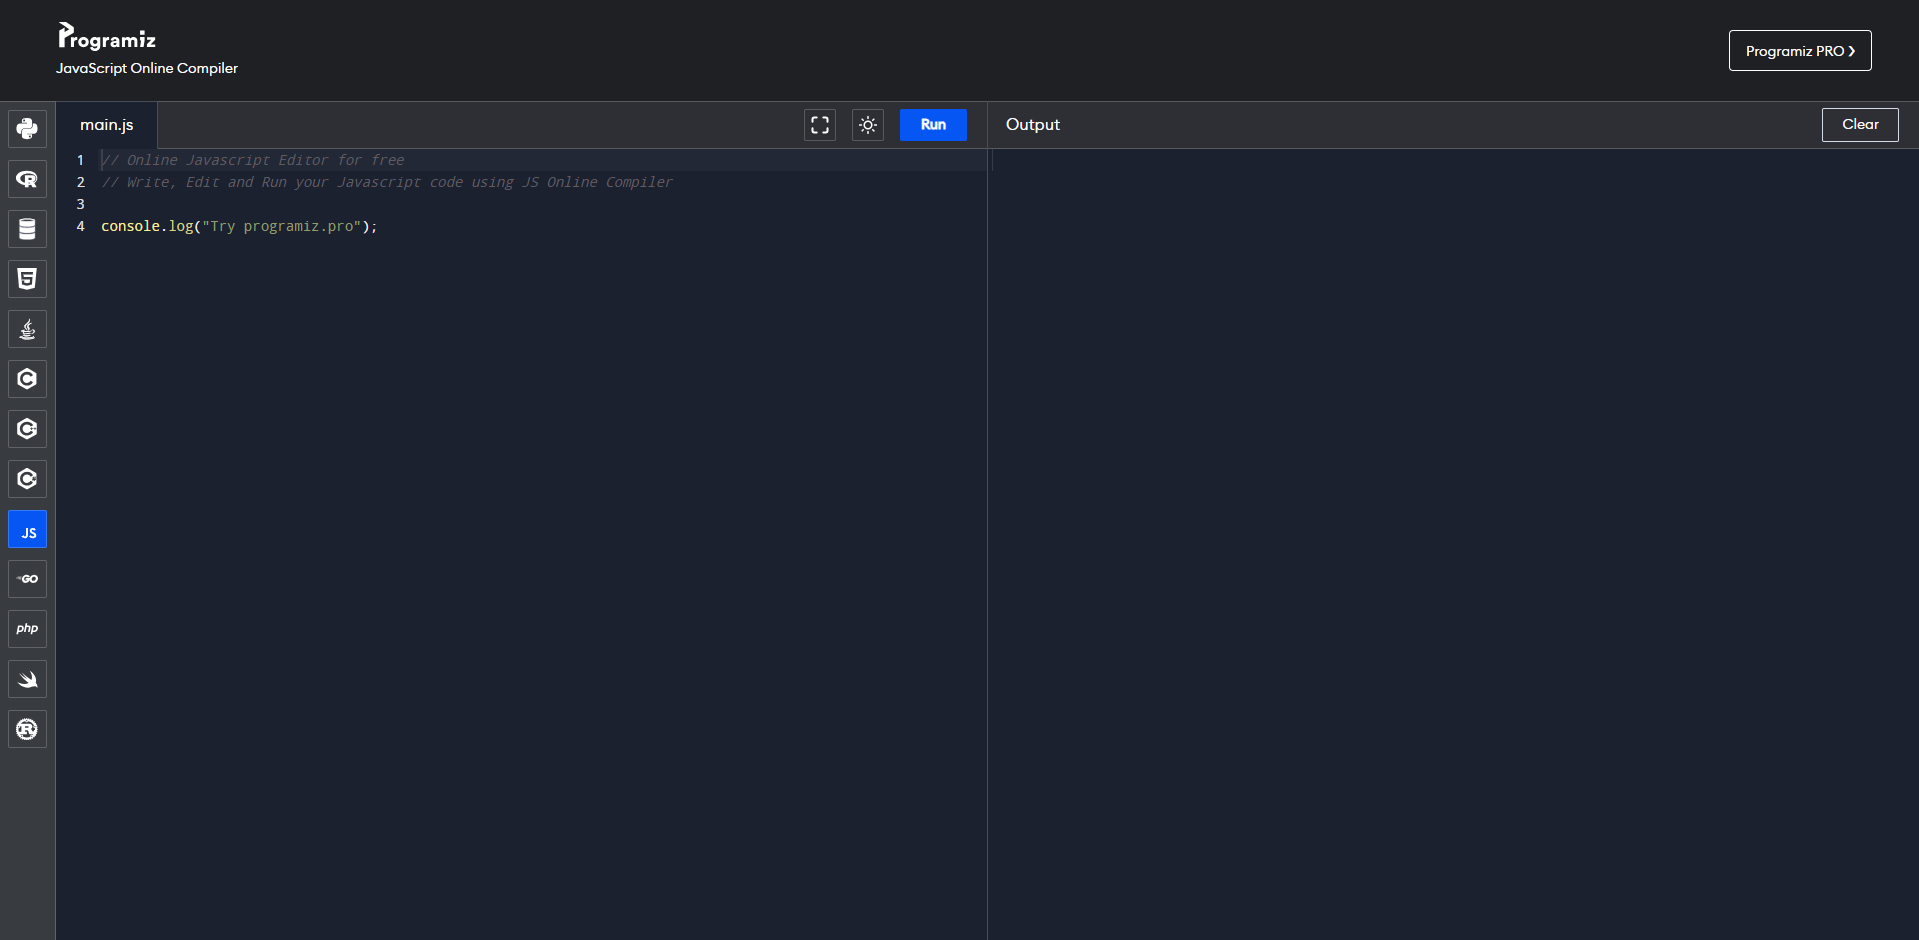 Programiz
JavaScript Online Compiler
Programiz PRO ❯
main.js
Run
Output
Clear
1 // Online Javascript Editor for free
2 // Write, Edit and Run your Javascript code using JS Online Compiler
3
4 console.log("Try programiz.pro");
JS
GO
php